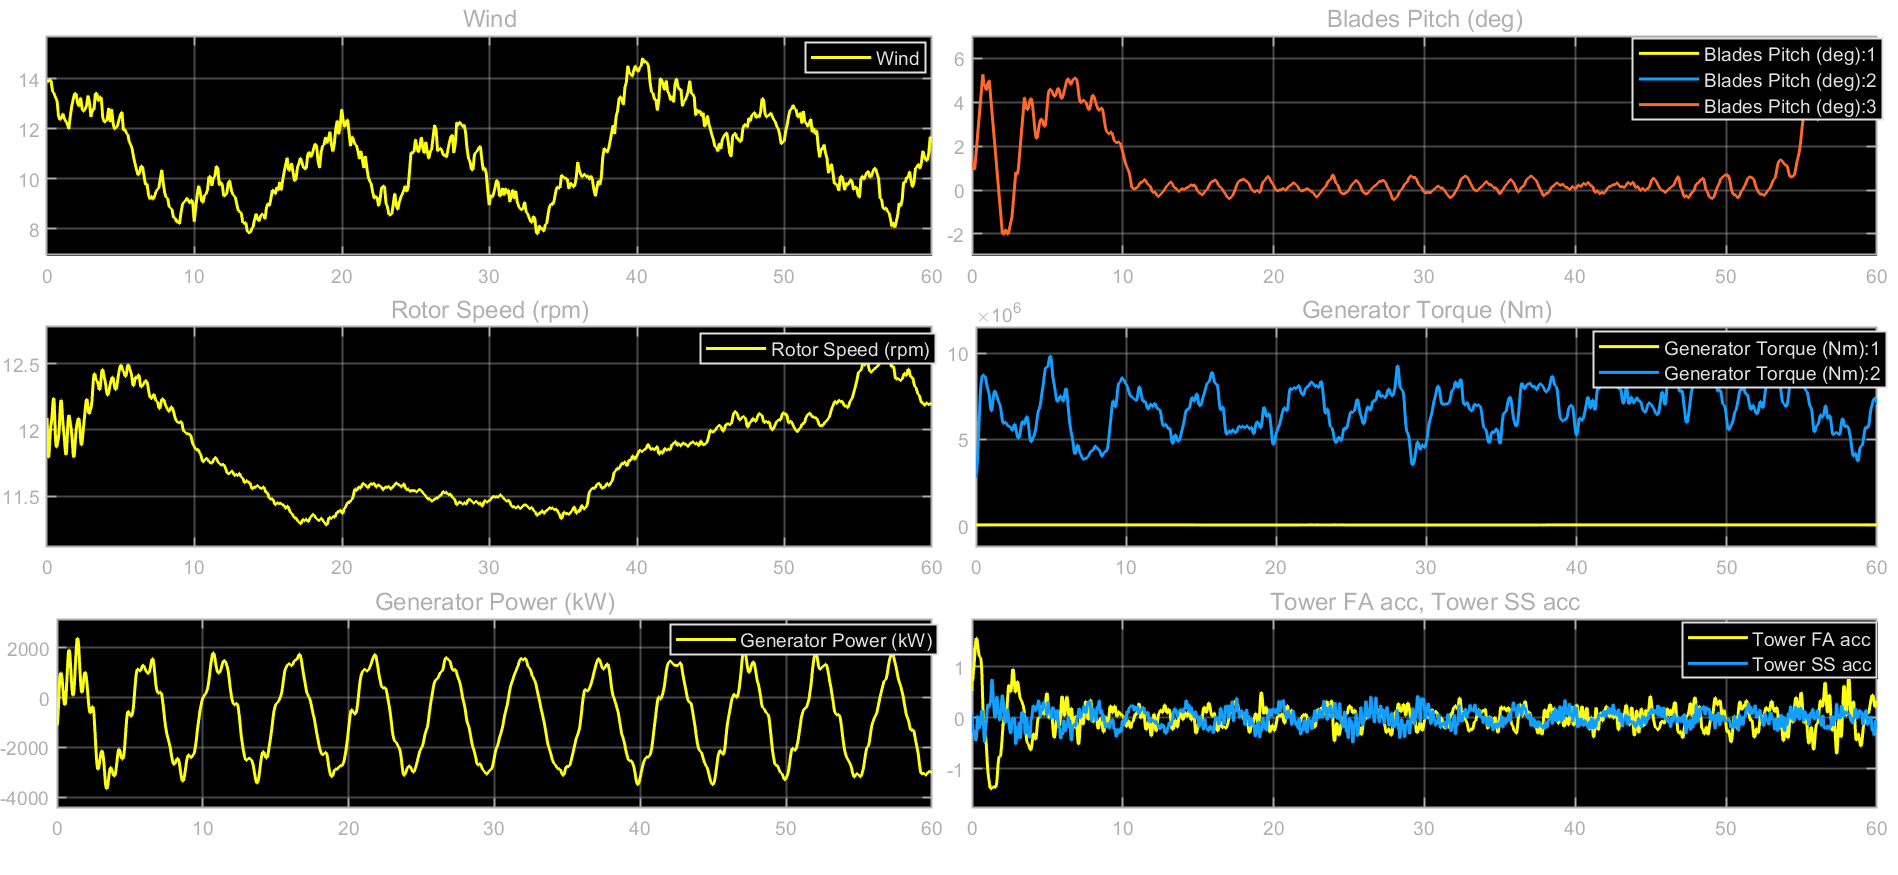 Wind
14
12
10
8
0 10 20 30 40 50 60
Wind
Blades Pitch (deg)
6
4
2
0
-2
0 10 20 30 40 50 60
Blades Pitch (deg):1
Blades Pitch (deg):2
Blades Pitch (deg):3
Rotor Speed (rpm)
12.5
12
11.5
0 10 20 30 40 50 60
Rotor Speed (rpm)
Generator Torque (Nm)
×10⁶
10
5
0
0 10 20 30 40 50 60
Generator Torque (Nm):1
Generator Torque (Nm):2
Generator Power (kW)
2000
0
-2000
-4000
0 10 20 30 40 50 60
Generator Power (kW)
Tower FA acc, Tower SS acc
1
0
-1
0 10 20 30 40 50 60
Tower FA acc
Tower SS acc